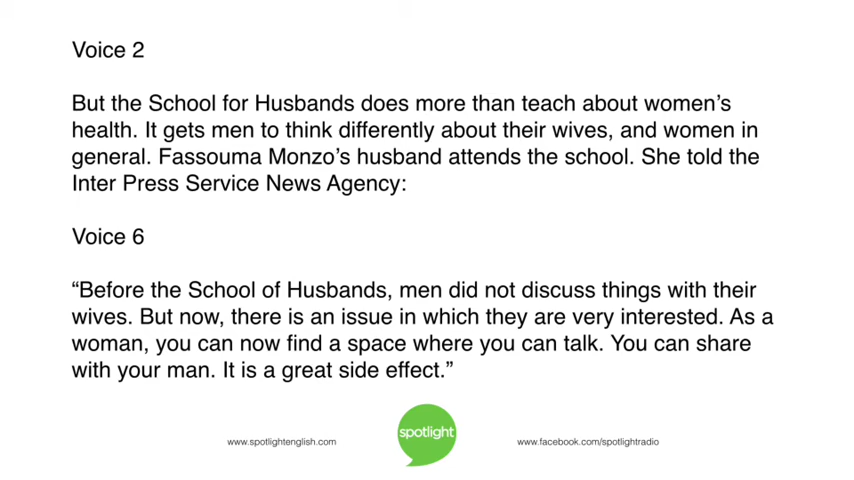 Voice 2
But the School for Husbands does more than teach about women’s
health. It gets men to think differently about their wives, and women in
general. Fassouma Monzo’s husband attends the school. She told the
Inter Press Service News Agency:
Voice 6
“Before the School of Husbands, men did not discuss things with their
wives. But now, there is an issue in which they are very interested. As a
woman, you can now find a space where you can talk. You can share
with your man. It is a great side effect.”
www.spotlightenglish.com
spotlight
www.facebook.com/spotlightradio